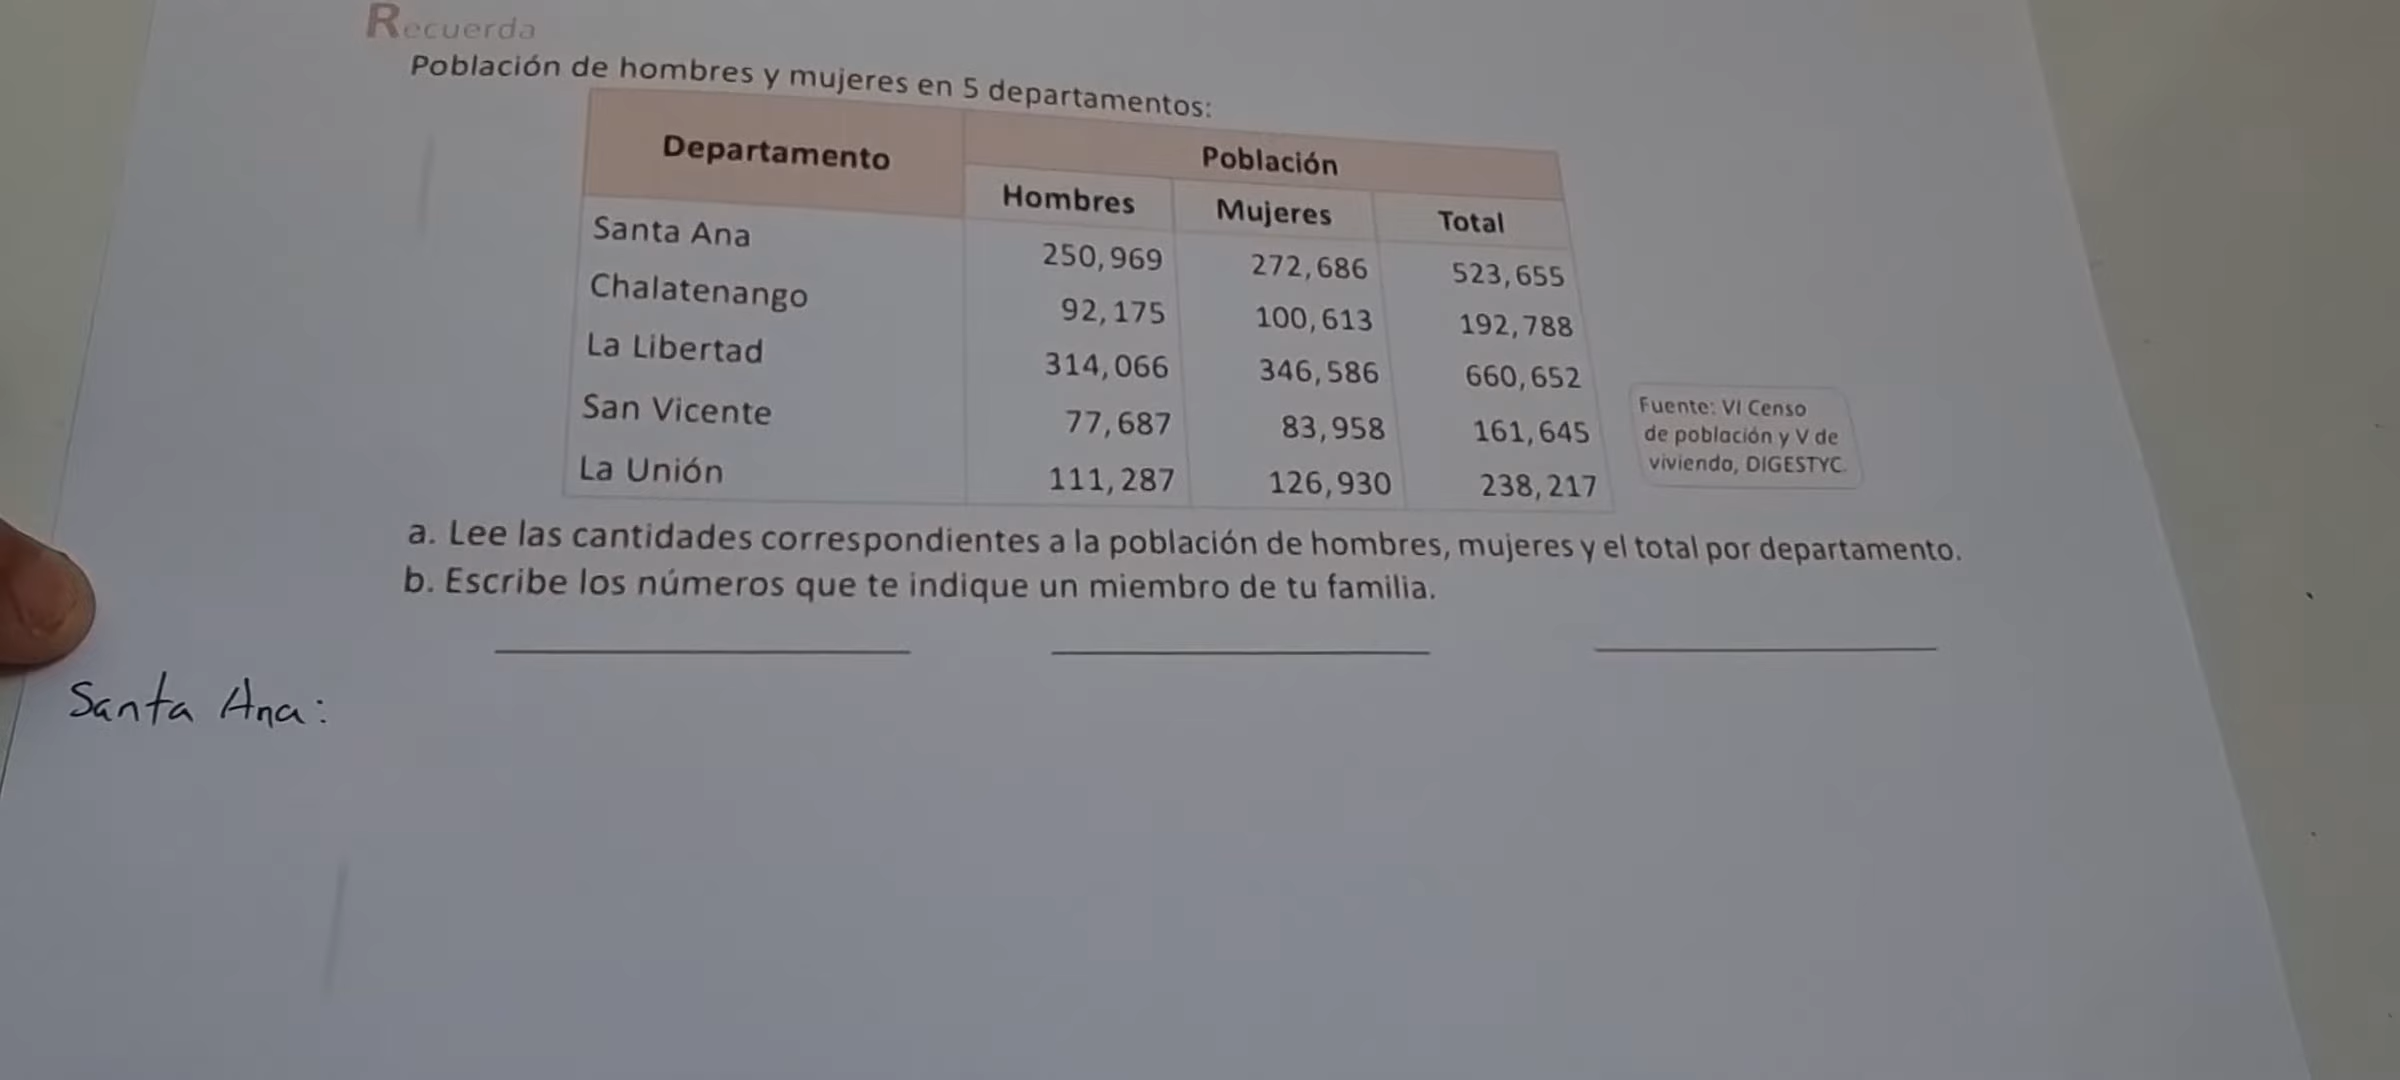 Recuerda
Población de hombres y mujeres en 5 departamentos:
Departamento Población
Hombres Mujeres Total
Santa Ana 250,969 272,686 523,655
Chalatenango 92,175 100,613 192,788
La Libertad 314,066 346,586 660,652
San Vicente 77,687 83,958 161,645
La Unión 111,287 126,930 238,217
Fuente: VI Censo
de población y V de
vivienda, DIGESTYC.
a. Lee las cantidades correspondientes a la población de hombres, mujeres y el total por departamento.
b. Escribe los números que te indique un miembro de tu familia.
Santa Ana: